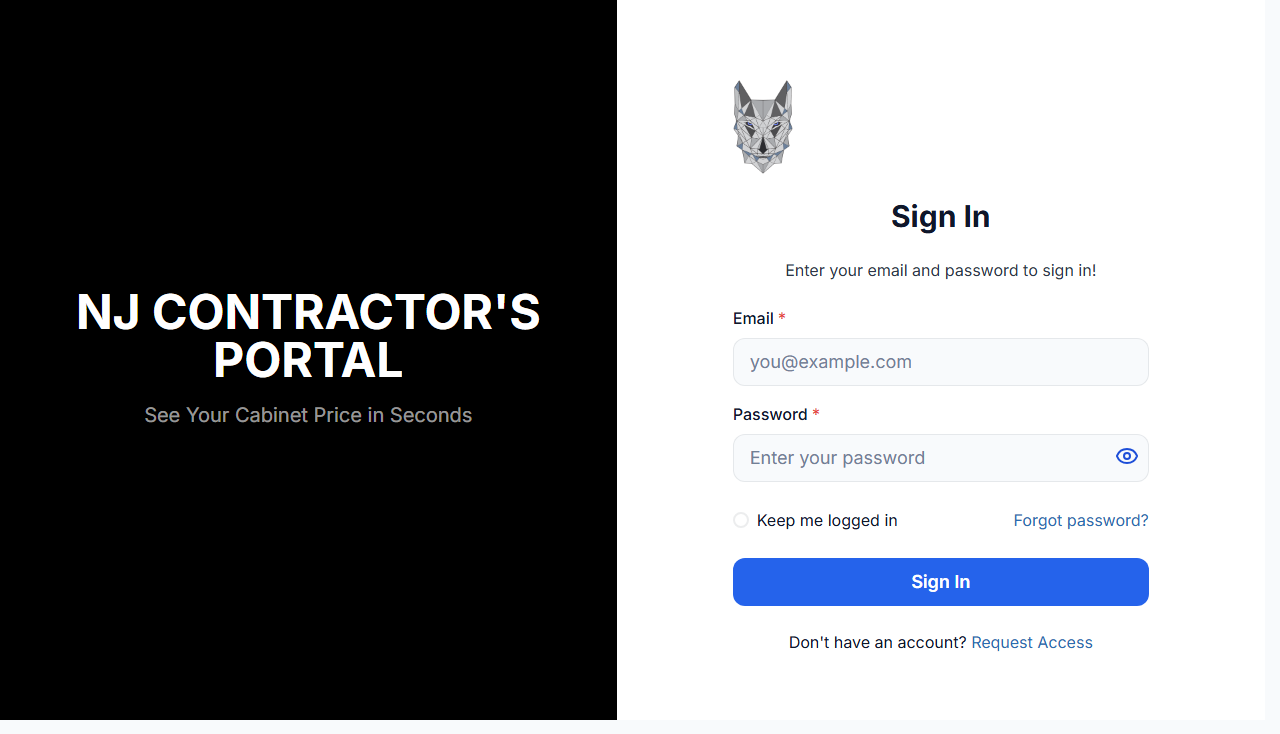 NJ CONTRACTOR'S
PORTAL
See Your Cabinet Price in Seconds
Sign In
Enter your email and password to sign in!
Email *
you@example.com
Password *
Enter your password
Keep me logged in
Forgot password?
Sign In
Don't have an account? Request Access